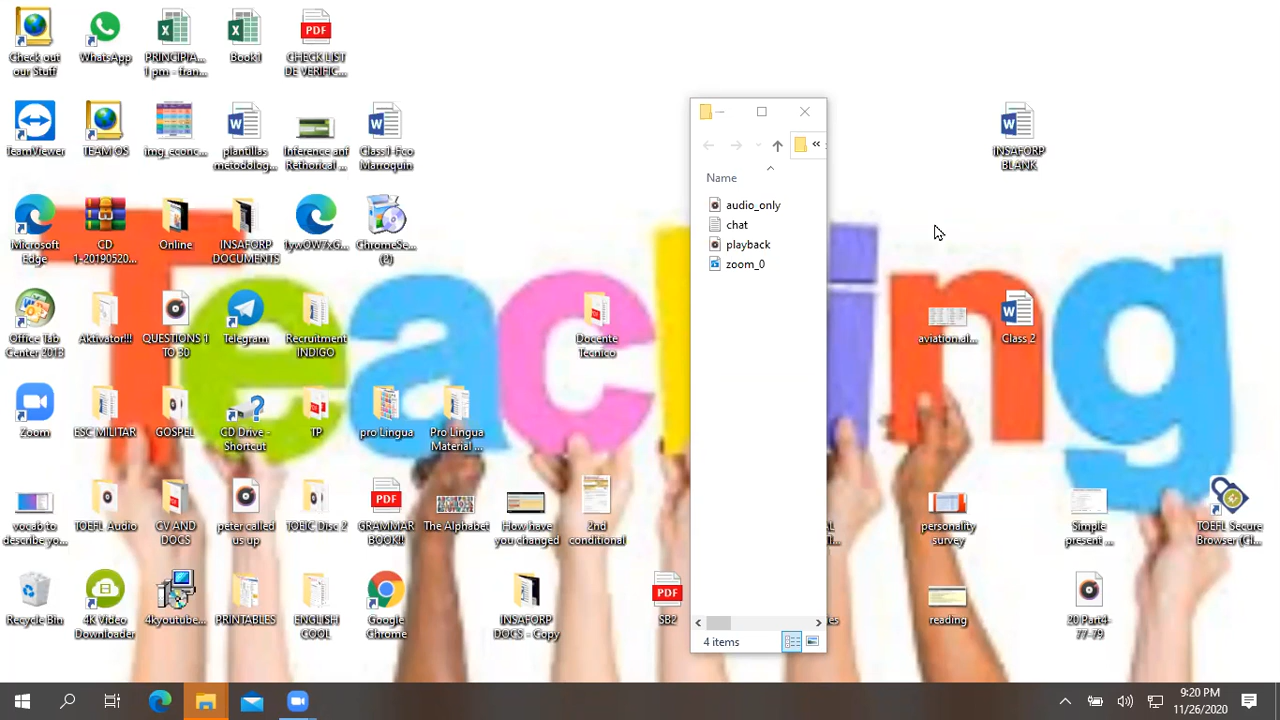 Check out
our Stuff
WhatsApp
PRINCIPIA...
1 pm - fran...
Book1
PDF
CHECK LIST
DE VERIFIC...
TeamViewer
TEAM OS
img_econc...
plantillas
metodolog...
Inference anf
Rethorical ...
Class1-Fco
Marroquin
INSAFORP
BLANK
Name
audio_only
chat
playback
zoom_0
Microsoft
Edge
CD
1-20190520...
Online
INSAFORP
DOCUMENTS
1ywOW7xG...
ChromeSe...
(2)
Teaching
Office Tab
Center 2013
Aktivator!!!
QUESTIONS 1
TO 30
Telegram
Recruitment
INDIGO
Docente
Tecnico
aviation.al...
Class 2
Zoom
ESC MILITAR
GOSPEL
CD Drive -
Shortcut
TP
pro Lingua
Pro Lingua
Material ...
vocab to
describe yo...
TOEFL Audio
CV AND
DOCS
peter called
us up
TOEIC Disc 2
PDF
GRAMMAR
BOOK!!
The Alphabet
How have
you changed
2nd
conditional
personality
survey
Simple
present ...
TOEFL Secure
Browser (Cl...
Recycle Bin
4K Video
Downloader
4kyoutube...
PRINTABLES
ENGLISH
COOL
Google
Chrome
INSAFORP
DOCS - Copy
PDF
SB2
reading
20 Part4-
77-79
4 items
9:20 PM
11/26/2020